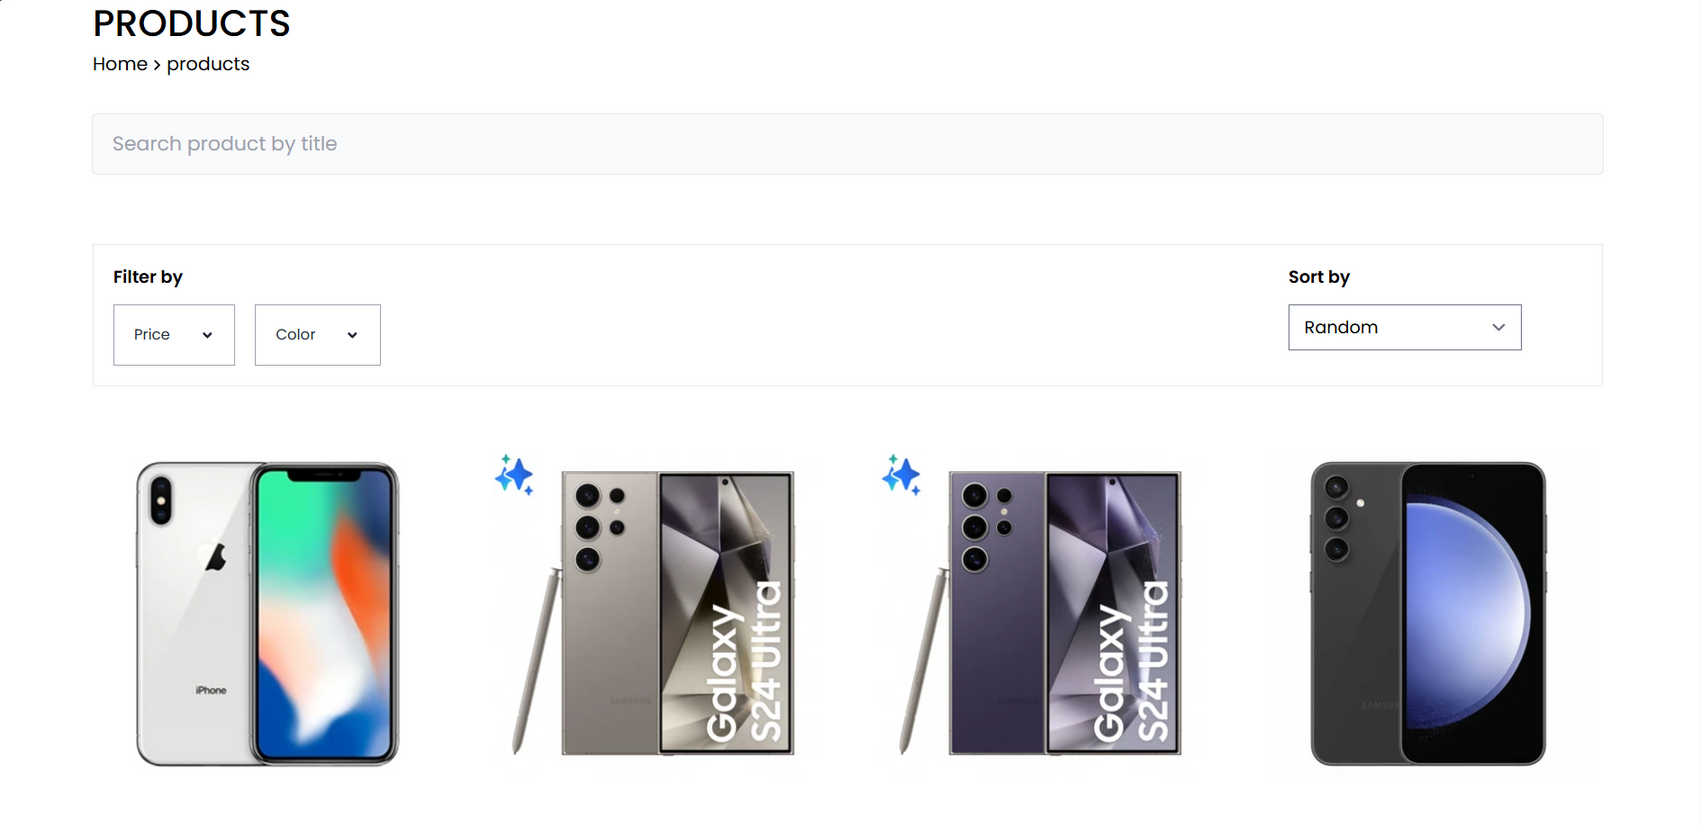 PRODUCTS
Home > products
Search product by title
Filter by
Sort by
Price
Color
Random
iPhone
SAMSUNG
Galaxy
S24 Ultra
Galaxy
S24 Ultra